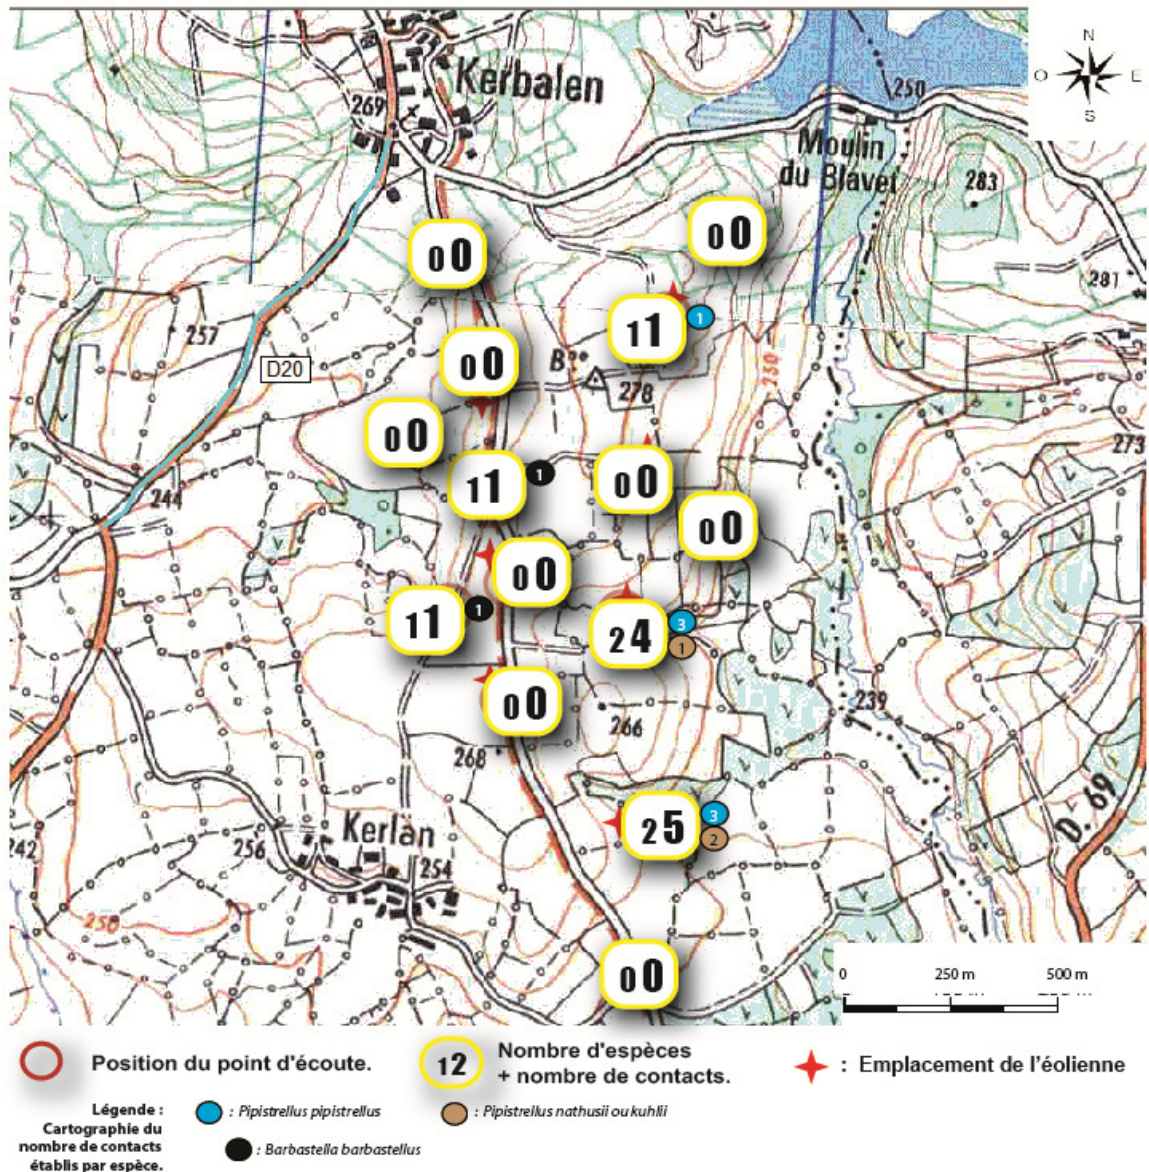 N
O E
S
Kerbalen
269
250
Moulin
du Blavet
283
0 0
0 0
281
257
1 1 1
0 0
D20
B
278
250
0 0
273
1 1 1
0 0
244
0 0
0 0
1 1 1
2 4 3
1
239
0 0
266
268
D. 69
2 5 3
2
Kerlàn
242
256
254
250
0 0
0 250 m 500 m
Position du point d'écoute.
12
Nombre d'espèces
+ nombre de contacts.
: Emplacement de l'éolienne
Légende :
Cartographie du
nombre de contacts
établis par espèce.
: Pipistrellus pipistrellus
: Pipistrellus nathusii ou kuhlii
: Barbastella barbastellus